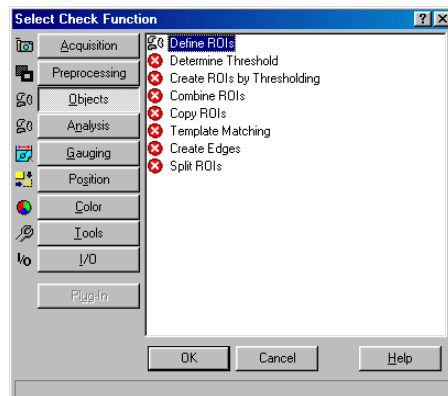 Select Check Function
Acquisition
Preprocessing
Objects
Analysis
Gauging
Position
Color
Tools
I/O
I/O
Plug-In
Define ROIs
Determine Threshold
Create ROIs by Thresholding
Combine ROIs
Copy ROIs
Template Matching
Create Edges
Split ROIs
OK
Cancel
Help